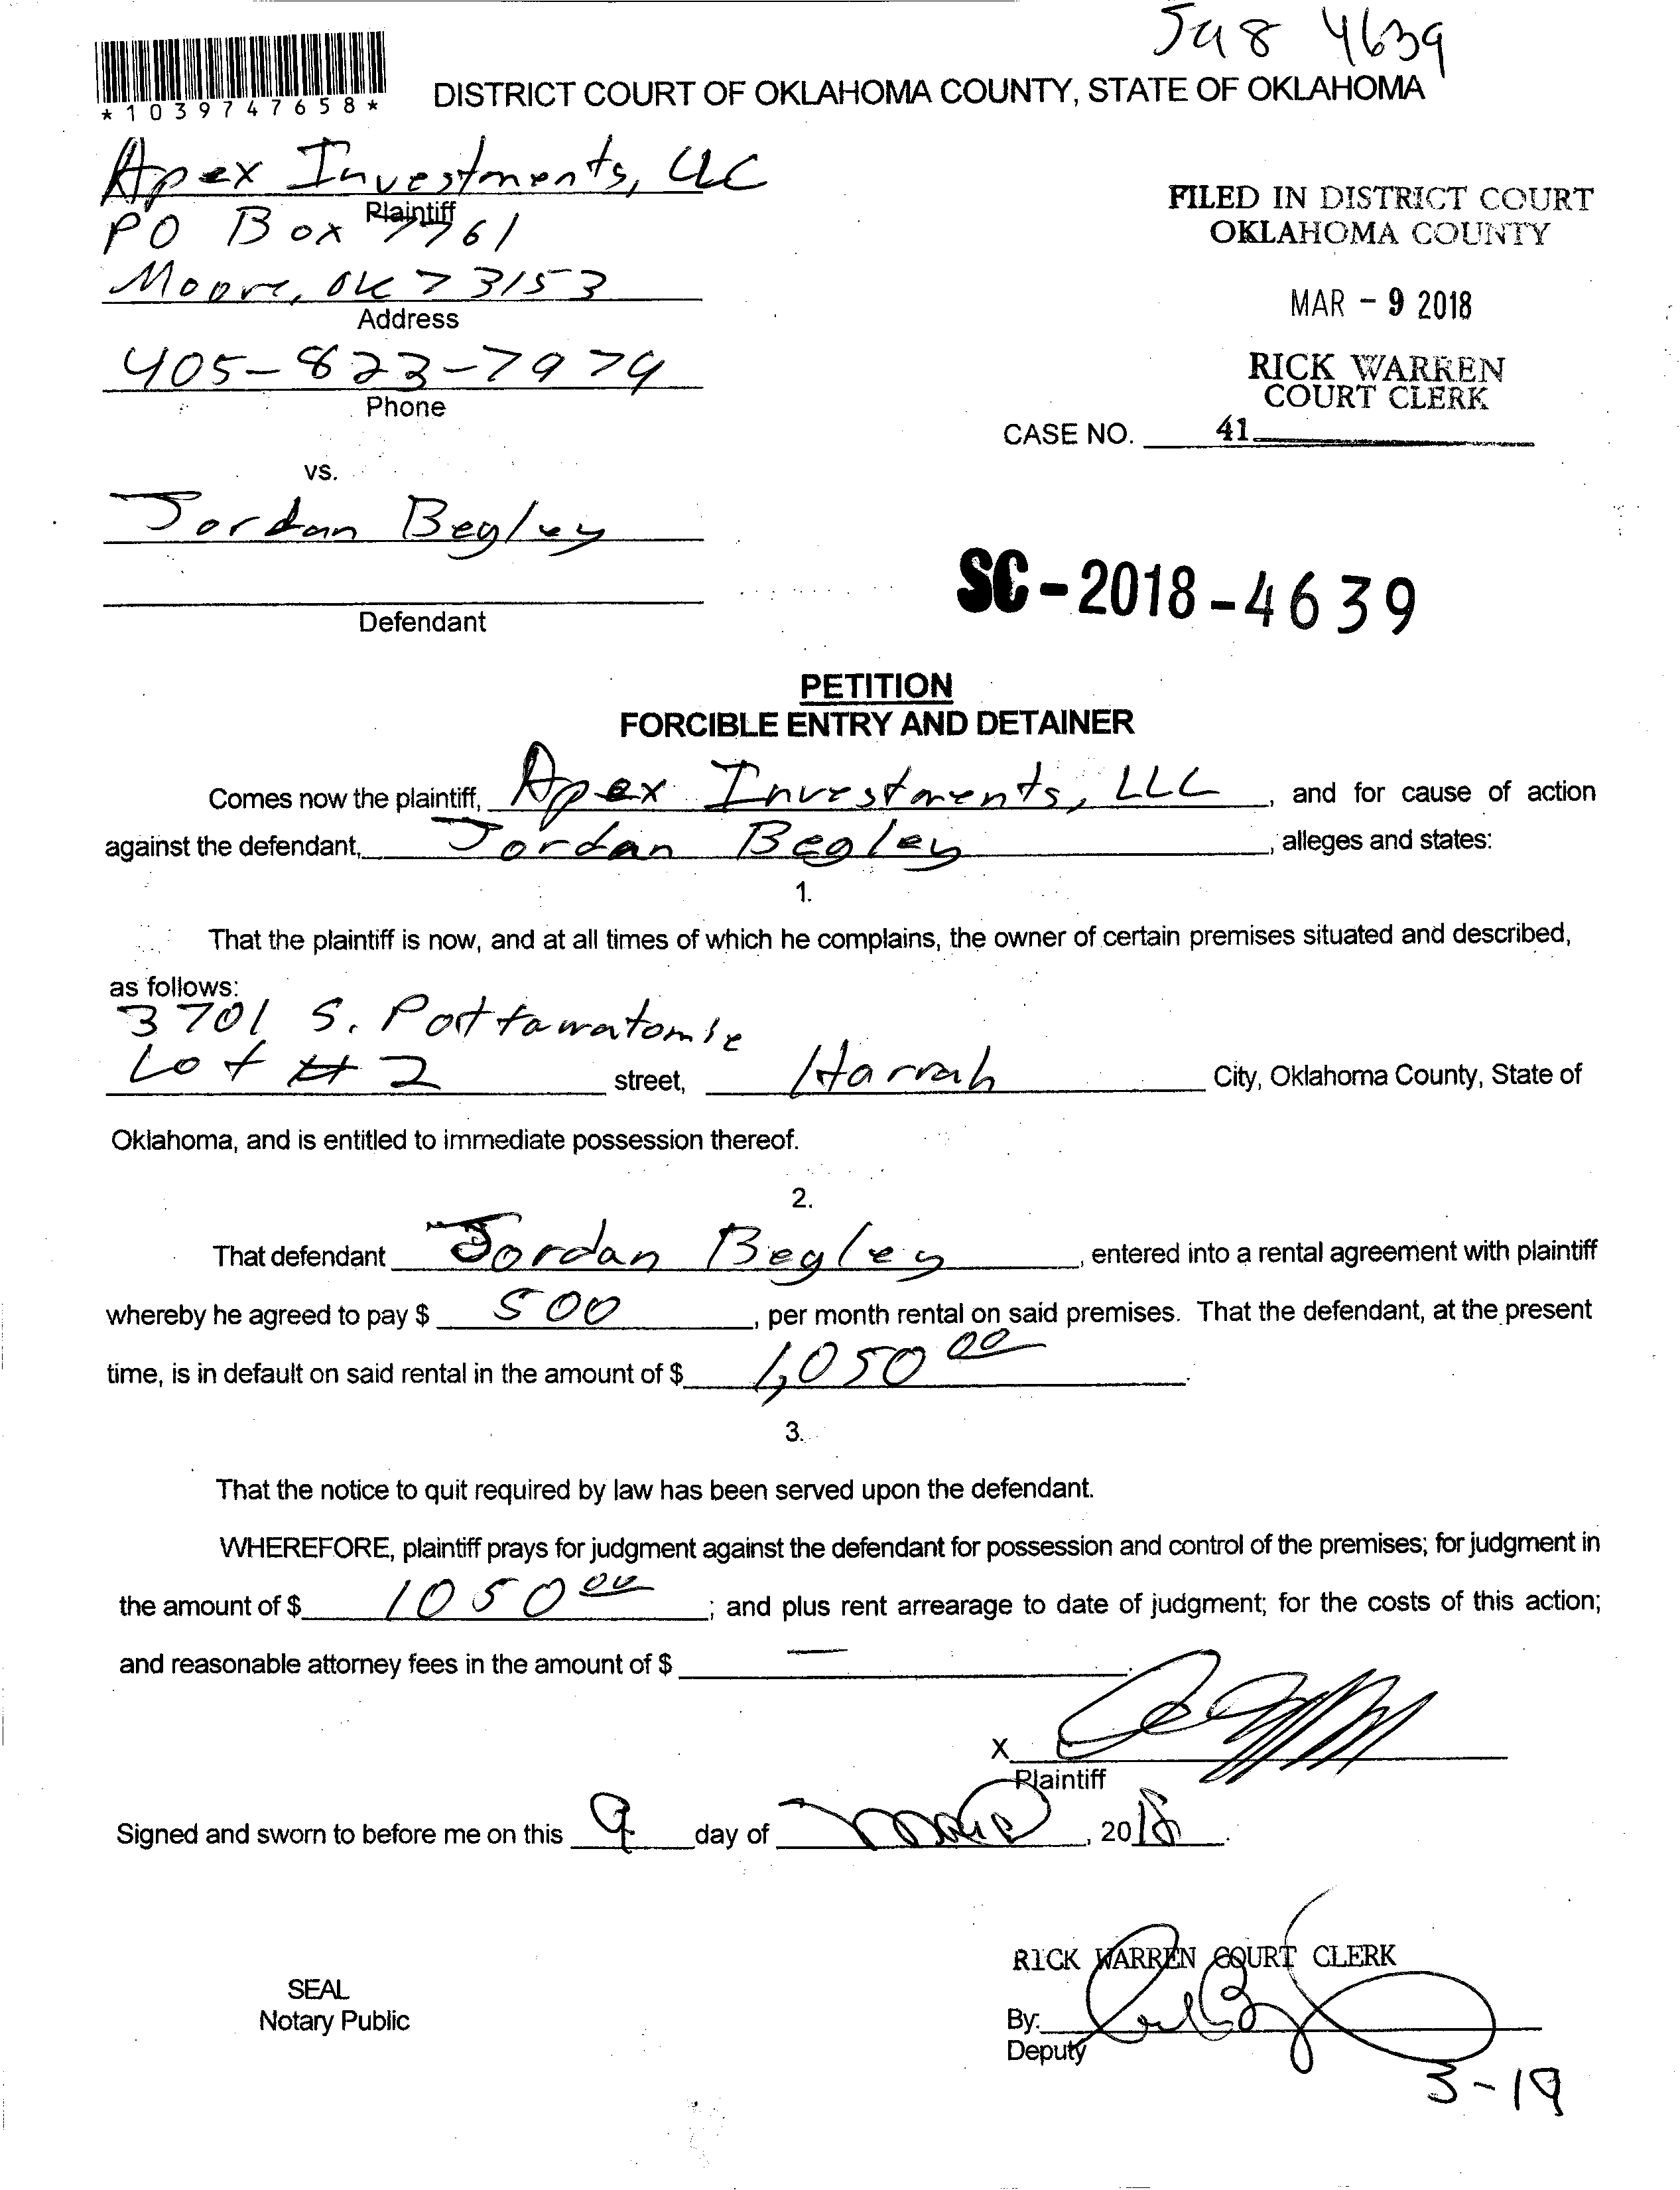 JA8 4639
*1039747658*
DISTRICT COURT OF OKLAHOMA COUNTY, STATE OF OKLAHOMA
Apex Investments, LLC
Plaintiff
PO Box 7761
Moore, OK 73153
Address
405-823-7979
Phone
FILED IN DISTRICT COURT
OKLAHOMA COUNTY
MAR - 9 2018
RICK WARREN
COURT CLERK
CASE NO. 41
vs.
Jordan Begley
Defendant
SC-2018-4639
PETITION
FORCIBLE ENTRY AND DETAINER
Comes now the plaintiff, Apex Investments, LLC, and for cause of action
against the defendant, Jordan Begley, alleges and states:
1.
That the plaintiff is now, and at all times of which he complains, the owner of certain premises situated and described,
as follows:
3701 S. Pottawatomie
Lot #2 street, Harrah City, Oklahoma County, State of
Oklahoma, and is entitled to immediate possession thereof.
2.
That defendant Jordan Begley, entered into a rental agreement with plaintiff
whereby he agreed to pay $ 500, per month rental on said premises. That the defendant, at the present
time, is in default on said rental in the amount of $ 1,050 00.
3.
That the notice to quit required by law has been served upon the defendant.
WHEREFORE, plaintiff prays for judgment against the defendant for possession and control of the premises; for judgment in
the amount of $ 1050 00; and plus rent arrearage to date of judgment; for the costs of this action;
and reasonable attorney fees in the amount of $ —.
X
Plaintiff
Signed and sworn to before me on this 9 day of March, 2018.
RICK WARREN COURT CLERK
SEAL
Notary Public
By:
Deputy
3-19